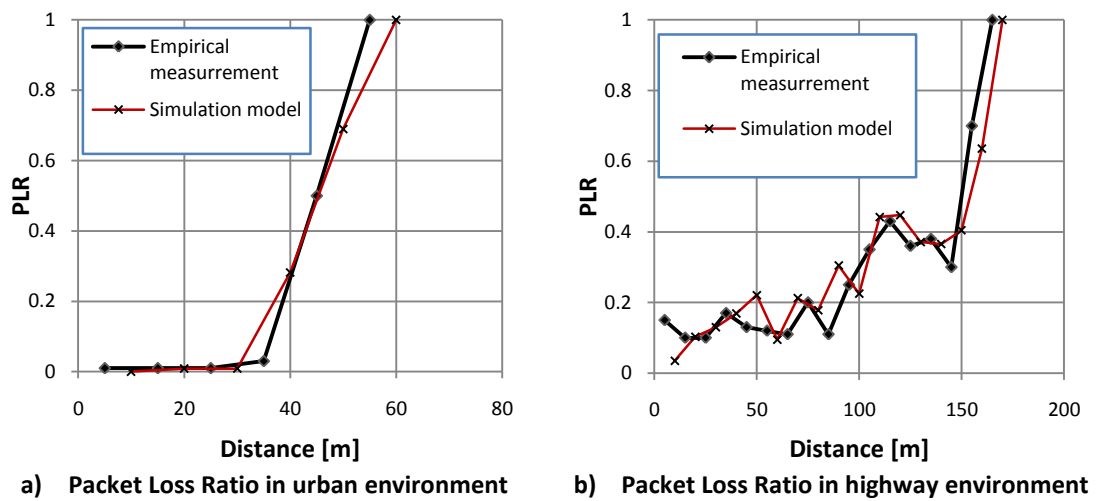 1
0.8
0.6
0.4
0.2
0
PLR
Empirical
measurrement
Simulation model
0
20
40
60
80
Distance [m]
a) Packet Loss Ratio in urban environment
1
0.8
0.6
0.4
0.2
0
PLR
Empirical
measurrement
Simulation model
0
50
100
150
200
Distance [m]
b) Packet Loss Ratio in highway environment